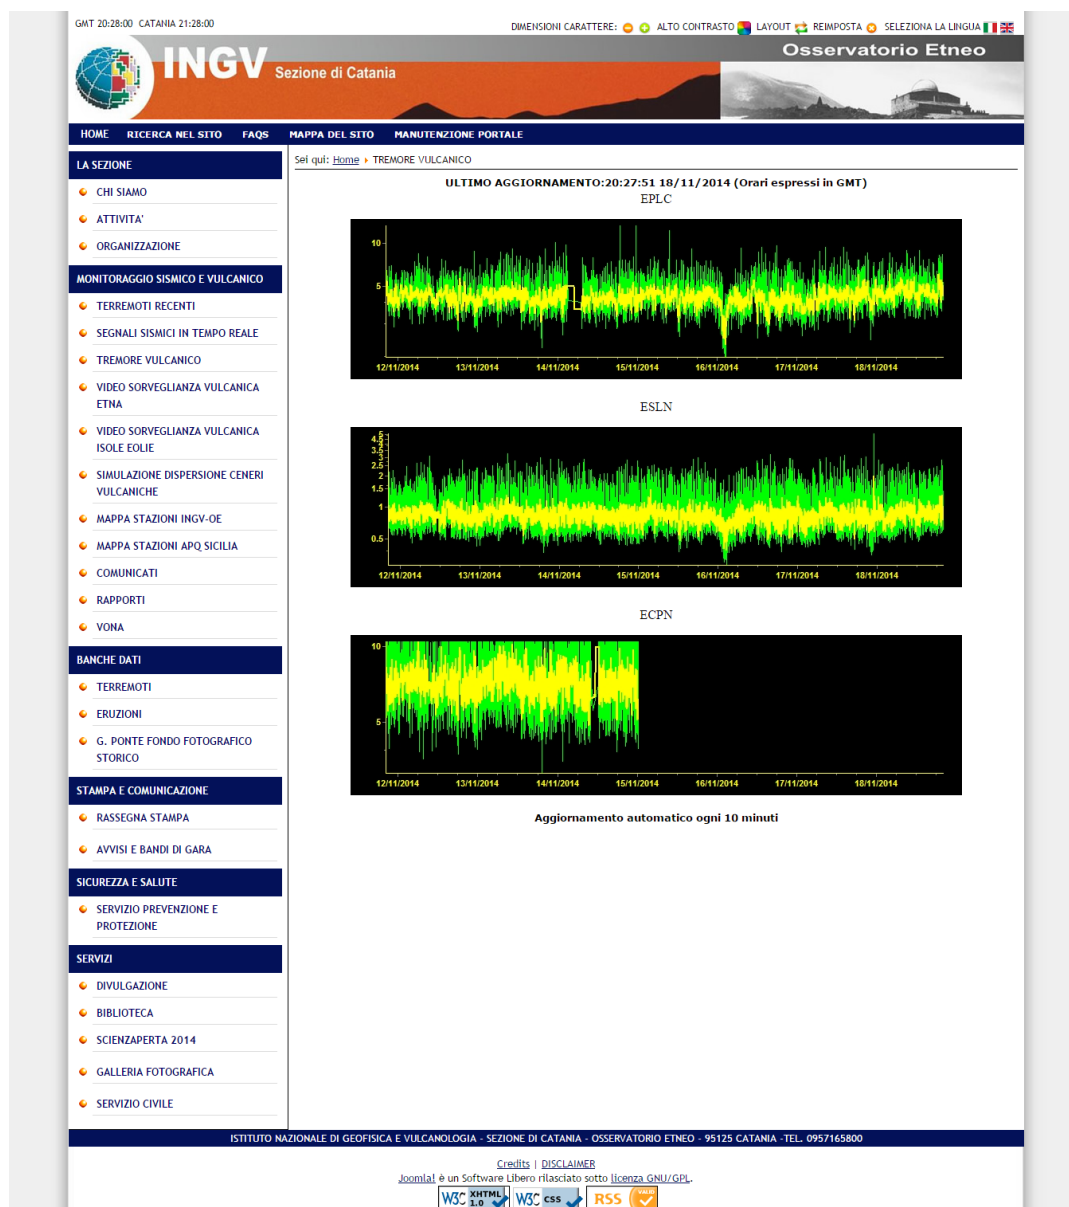 GMT 20:28:00 CATANIA 21:28:00
DIMENSIONI CARATTERE: ALTO CONTRASTO LAYOUT REIMPOSTA SELEZIONA LA LINGUA
INGV Sezione di Catania
Osservatorio Etneo
HOME RICERCA NEL SITO FAQS MAPPA DEL SITO MANUTENZIONE PORTALE
LA SEZIONE
CHI SIAMO
ATTIVITA'
ORGANIZZAZIONE
MONITORAGGIO SISMICO E VULCANICO
TERREMOTI RECENTI
SEGNALI SISMICI IN TEMPO REALE
TREMORE VULCANICO
VIDEO SORVEGLIANZA VULCANICA
ETNA
VIDEO SORVEGLIANZA VULCANICA
ISOLE EOLIE
SIMULAZIONE DISPERSIONE CENERI
VULCANICHE
MAPPA STAZIONI INGV-OE
MAPPA STAZIONI APQ SICILIA
COMUNICATI
RAPPORTI
VONA
BANCHE DATI
TERREMOTI
ERUZIONI
G. PONTE FONDO FOTOGRAFICO
STORICO
STAMPA E COMUNICAZIONE
RASSEGNA STAMPA
AVVISI E BANDI DI GARA
SICUREZZA E SALUTE
SERVIZIO PREVENZIONE E
PROTEZIONE
SERVIZI
DIVULGAZIONE
BIBLIOTECA
SCIENZAPERTA 2014
GALLERIA FOTOGRAFICA
SERVIZIO CIVILE
Sei qui: Home TREMORE VULCANICO
ULTIMO AGGIORNAMENTO:20:27:51 18/11/2014 (Orari espressi in GMT)
EPLC
10
5
12/11/2014 13/11/2014 14/11/2014 15/11/2014 16/11/2014 17/11/2014 18/11/2014
ESLN
5
4.5
4
3.5
3
2.5
2
1.5
1
0.5
12/11/2014 13/11/2014 14/11/2014 15/11/2014 16/11/2014 17/11/2014 18/11/2014
ECPN
10
5
12/11/2014 13/11/2014 14/11/2014 15/11/2014 16/11/2014 17/11/2014 18/11/2014
Aggiornamento automatico ogni 10 minuti
ISTITUTO NAZIONALE DI GEOFISICA E VULCANOLOGIA - SEZIONE DI CATANIA - OSSERVATORIO ETNEO - 95125 CATANIA -TEL. 0957165800
Credits | DISCLAIMER
Joomla! è un Software Libero rilasciato sotto licenza GNU/GPL.
W3C XHTML 1.0 W3C CSS RSS VALID